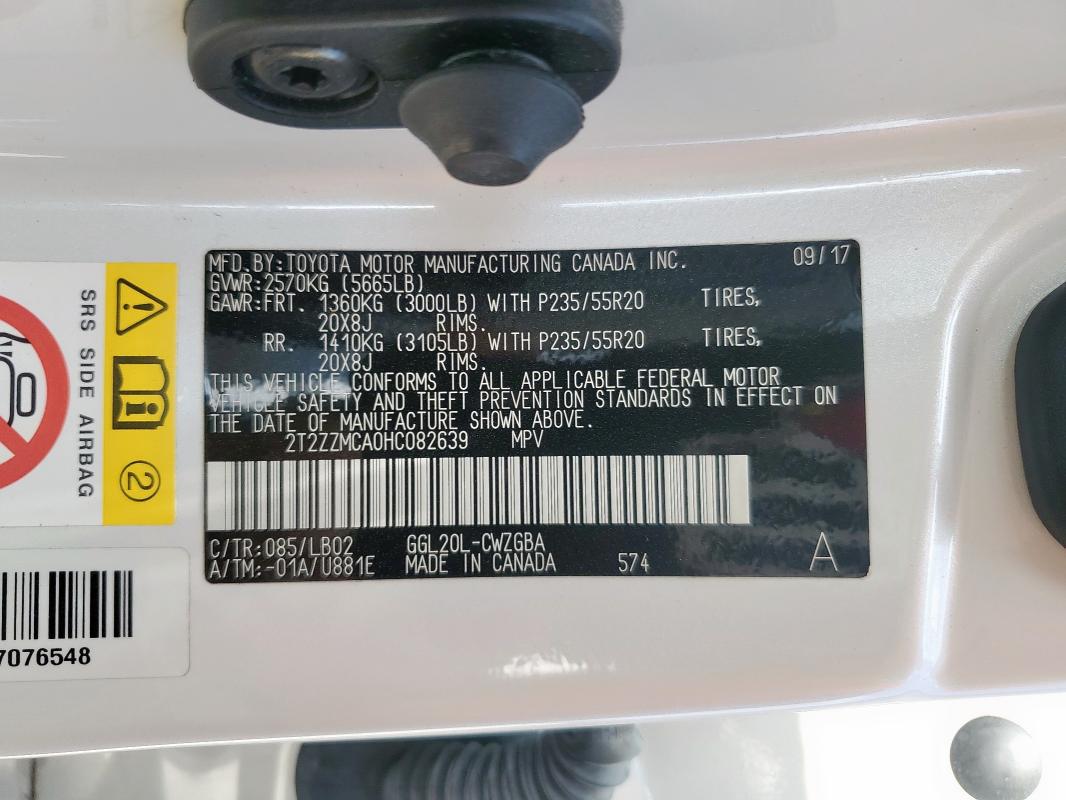 MFD.BY:TOYOTA MOTOR MANUFACTURING CANADA INC. 09/17
GVWR:2570KG (5665LB)
GAWR:FRT. 1360KG (3000LB) WITH P235/55R20 TIRES,
20X8J RIMS.
RR. 1410KG (3105LB) WITH P235/55R20 TIRES,
20X8J RIMS.
THIS VEHICLE CONFORMS TO ALL APPLICABLE FEDERAL MOTOR
VEHICLE SAFETY AND THEFT PREVENTION STANDARDS IN EFFECT ON
THE DATE OF MANUFACTURE SHOWN ABOVE.
2T2ZZMCA0HC082639 MPV
C/TR:085/LB02 GGL20L-CWZGBA
A/TM:-01A/U881E MADE IN CANADA 574 A
SRS SIDE AIRBAG
2
7076548